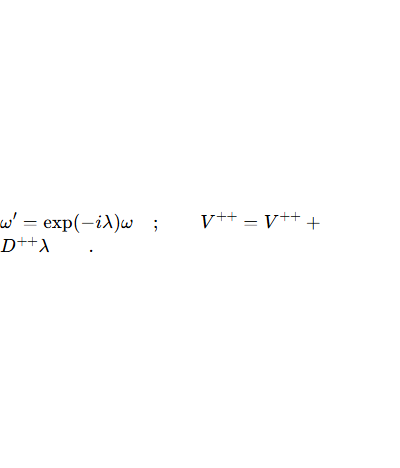 ω′ = exp(−iλ)ω ; V⁺⁺ = V⁺⁺ +
D⁺⁺λ .